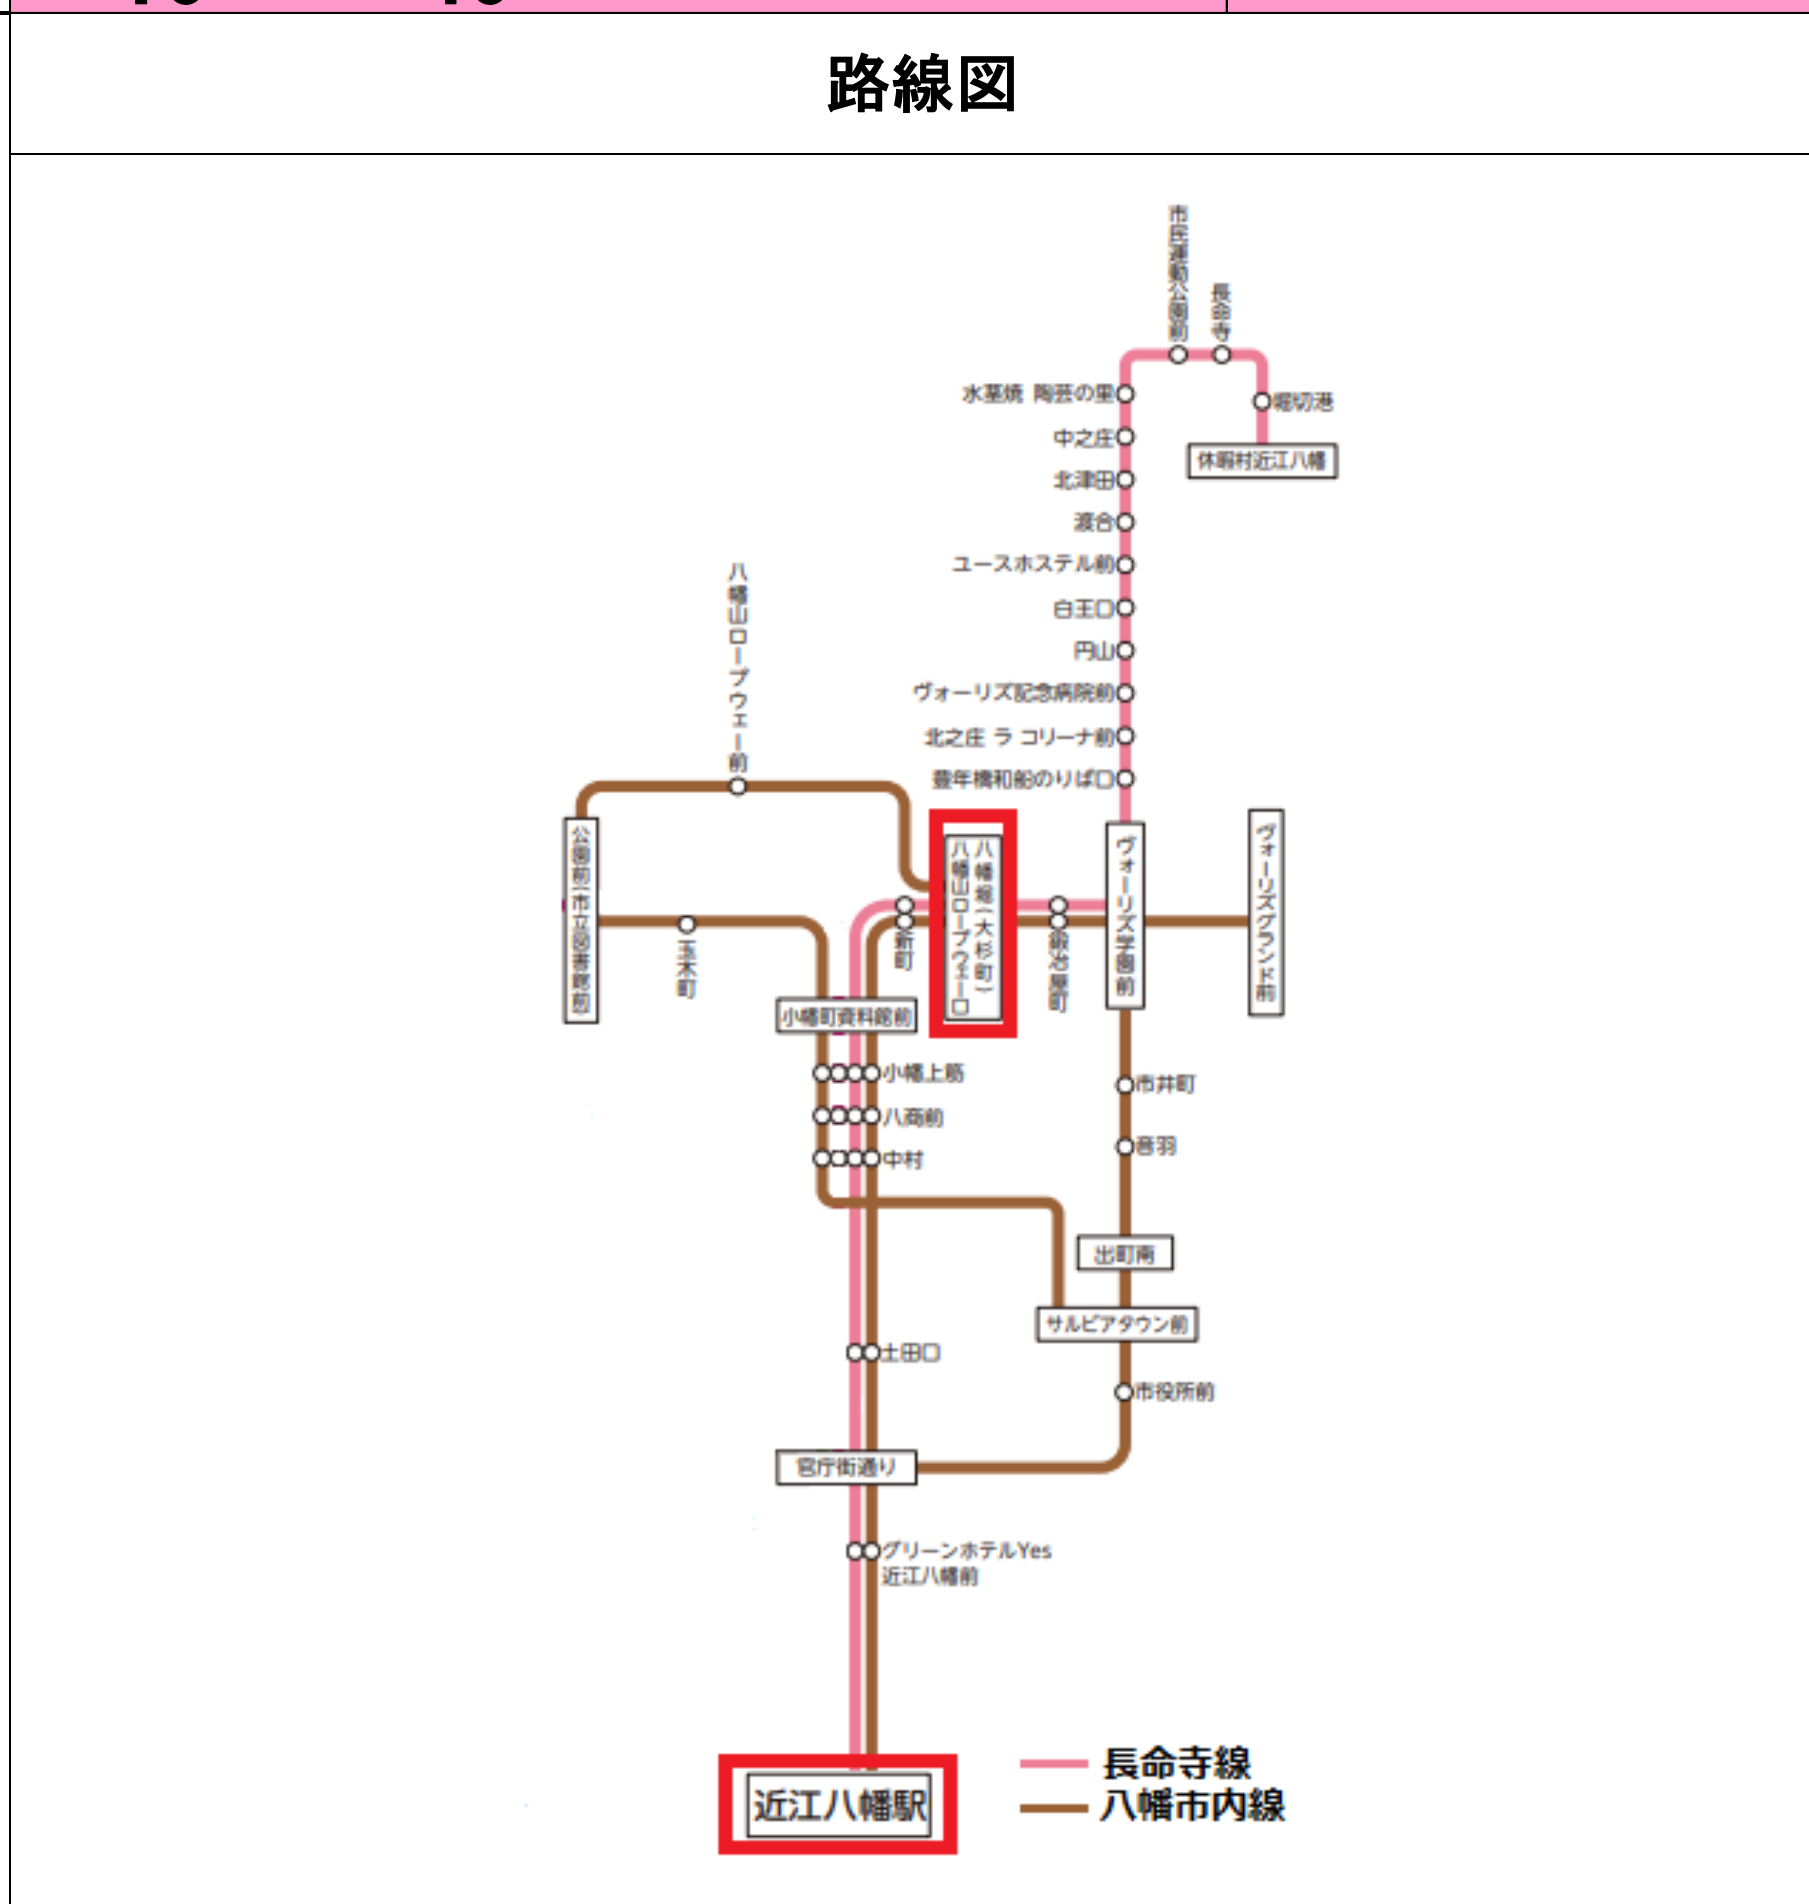 路線図
市民運動公園前
長命寺
水茎焼 陶芸の里
堀切港
中之庄
休暇村近江八幡
北津田
渡合
ユースホステル前
白王口
円山
ヴォーリズ記念病院前
北之庄 ラ コリーナ前
豊年橋和船のりば口
八幡山ロープウェー前
公園前(市立図書館前)
玉木町
新町
八幡堀(大杉町)
八幡山ロープウェー口
鍛冶屋町
ヴォーリズ学園前
ヴォーリズグランド前
小幡町資料館前
小幡上筋
八商前
中村
市井町
音羽
出町南
サルビアタウン前
土田口
市役所前
官庁街通り
グリーンホテルYes
近江八幡前
近江八幡駅
長命寺線
八幡市内線